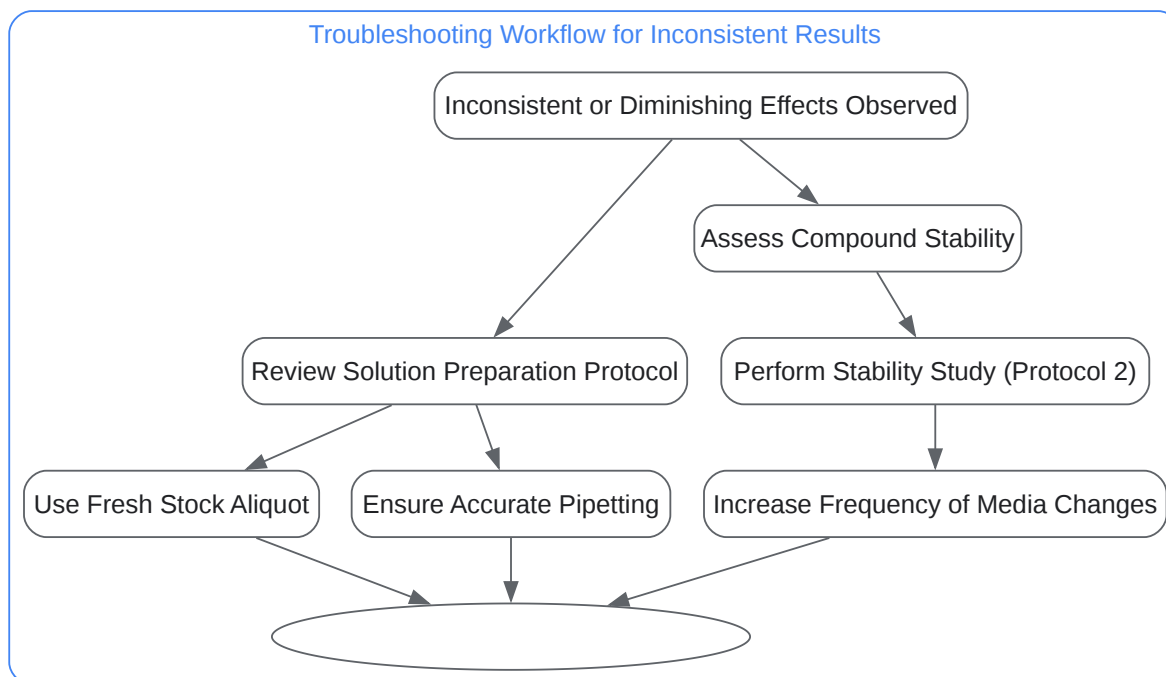 Troubleshooting Workflow for Inconsistent Results
Inconsistent or Diminishing Effects Observed
Assess Compound Stability
Review Solution Preparation Protocol
Perform Stability Study (Protocol 2)
Use Fresh Stock Aliquot
Ensure Accurate Pipetting
Increase Frequency of Media Changes